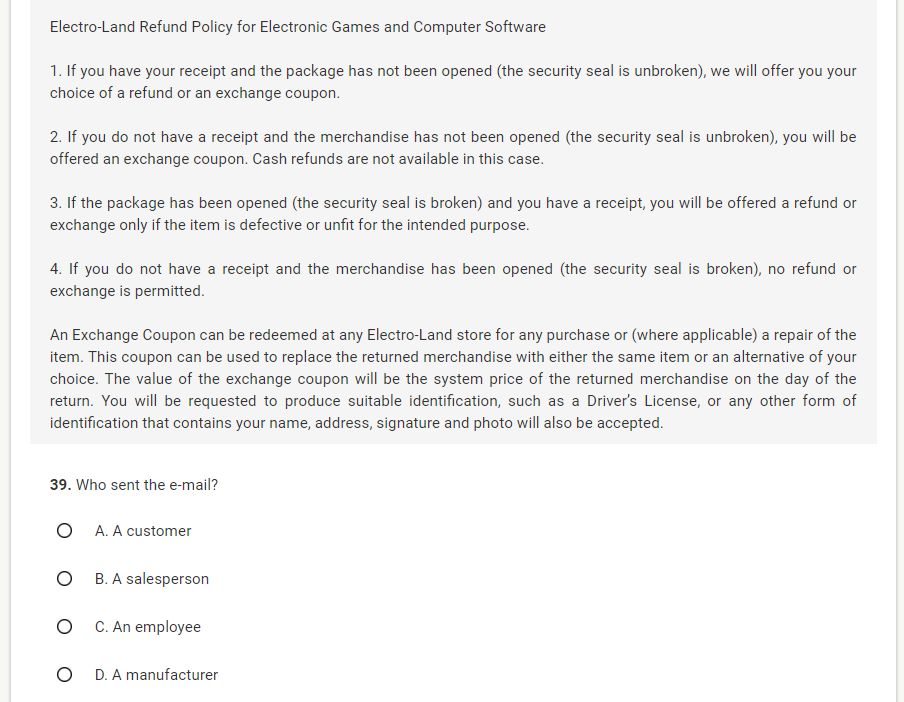 Electro-Land Refund Policy for Electronic Games and Computer Software
1. If you have your receipt and the package has not been opened (the security seal is unbroken), we will offer you your
choice of a refund or an exchange coupon.
2. If you do not have a receipt and the merchandise has not been opened (the security seal is unbroken), you will be
offered an exchange coupon. Cash refunds are not available in this case.
3. If the package has been opened (the security seal is broken) and you have a receipt, you will be offered a refund or
exchange only if the item is defective or unfit for the intended purpose.
4. If you do not have a receipt and the merchandise has been opened (the security seal is broken), no refund or
exchange is permitted.
An Exchange Coupon can be redeemed at any Electro-Land store for any purchase or (where applicable) a repair of the
item. This coupon can be used to replace the returned merchandise with either the same item or an alternative of your
choice. The value of the exchange coupon will be the system price of the returned merchandise on the day of the
return. You will be requested to produce suitable identification, such as a Driver's License, or any other form of
identification that contains your name, address, signature and photo will also be accepted.
39. Who sent the e-mail?
A. A customer
B. A salesperson
C. An employee
D. A manufacturer